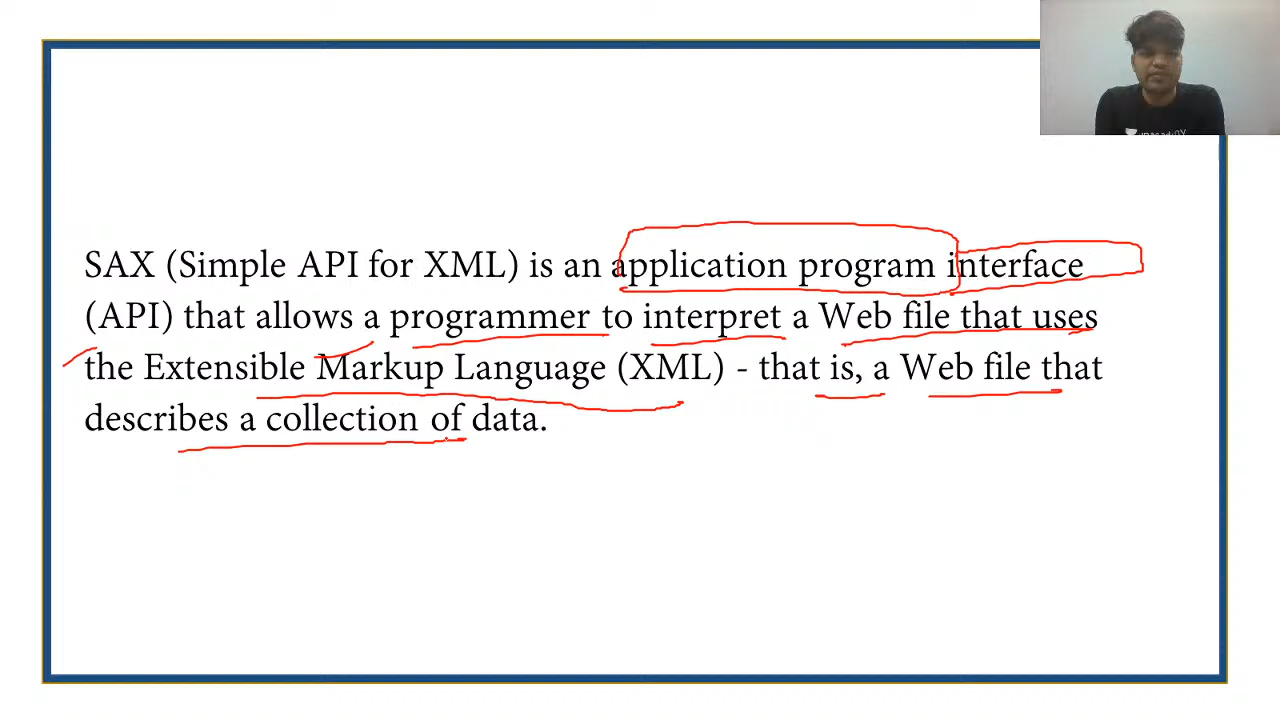 SAX (Simple API for XML) is an application program interface
(API) that allows a programmer to interpret a Web file that uses
the Extensible Markup Language (XML) - that is, a Web file that
describes a collection of data.